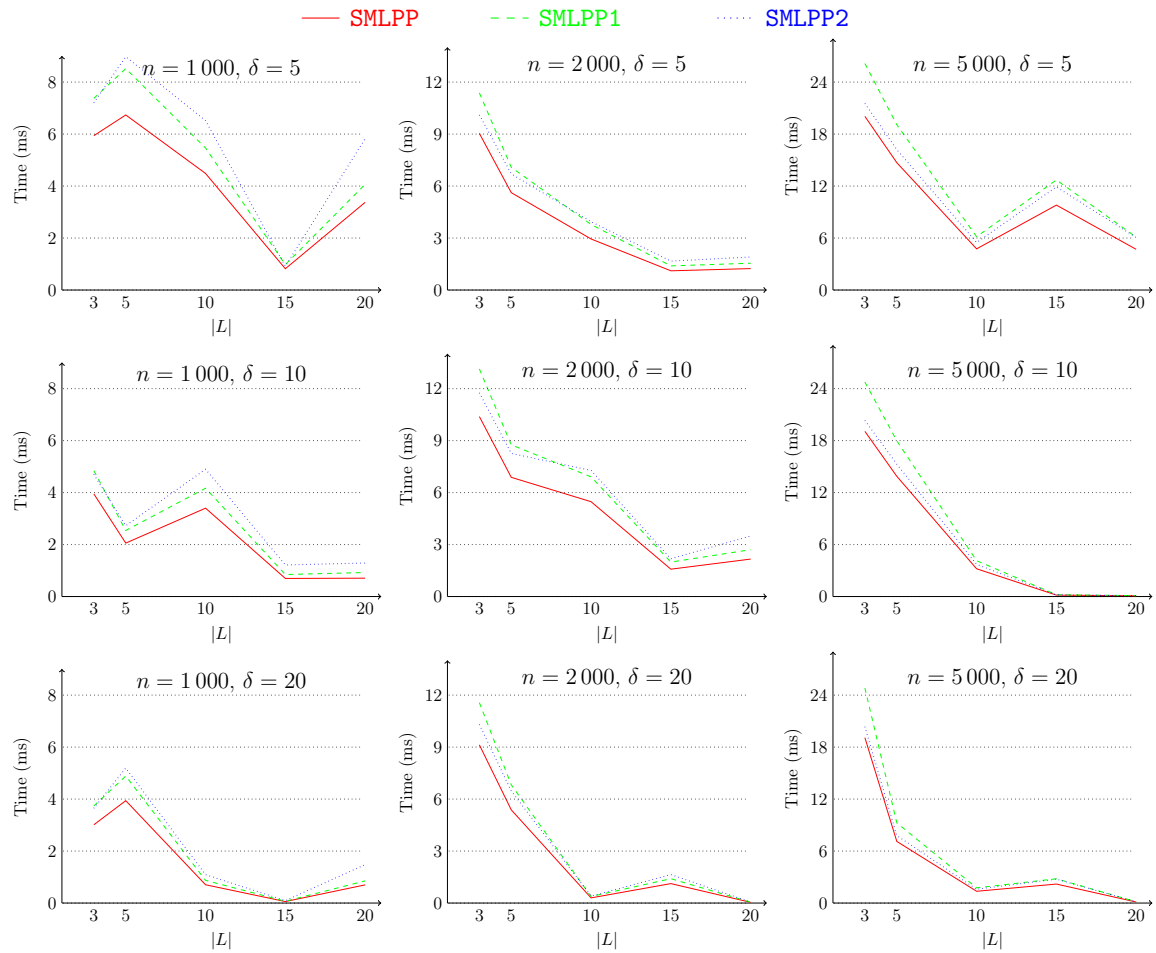 SMLPP SMLPP1 SMLPP2
n = 1 000, δ = 5
Time (ms)
8
6
4
2
0
3 5 10 15 20
|L|
n = 2 000, δ = 5
Time (ms)
12
9
6
3
0
3 5 10 15 20
|L|
n = 5 000, δ = 5
Time (ms)
24
18
12
6
0
3 5 10 15 20
|L|
n = 1 000, δ = 10
Time (ms)
8
6
4
2
0
3 5 10 15 20
|L|
n = 2 000, δ = 10
Time (ms)
12
9
6
3
0
3 5 10 15 20
|L|
n = 5 000, δ = 10
Time (ms)
24
18
12
6
0
3 5 10 15 20
|L|
n = 1 000, δ = 20
Time (ms)
8
6
4
2
0
3 5 10 15 20
|L|
n = 2 000, δ = 20
Time (ms)
12
9
6
3
0
3 5 10 15 20
|L|
n = 5 000, δ = 20
Time (ms)
24
18
12
6
0
3 5 10 15 20
|L|